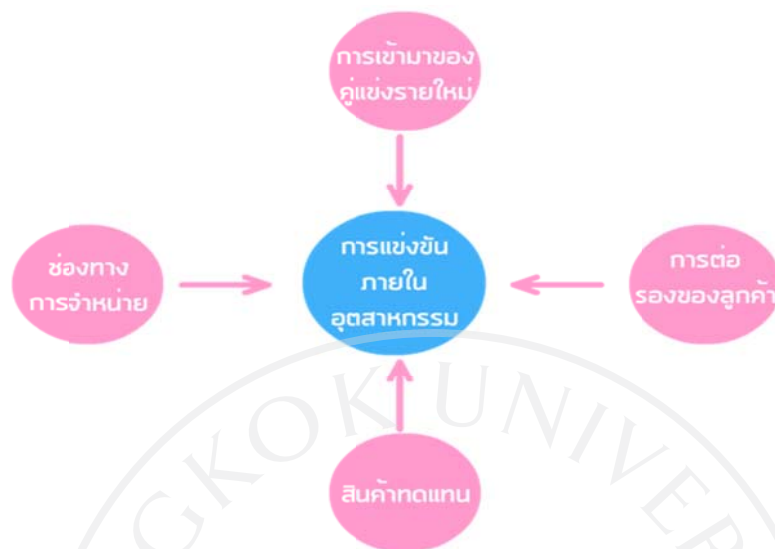 การเข้ามาของ
คู่แข่งรายใหม่
ช่องทาง
การจำหน่าย
การแข่งขัน
ภายใน
อุตสาหกรรม
การต่อ
รองของลูกค้า
สินค้าทดแทน
GKOK UNIVER